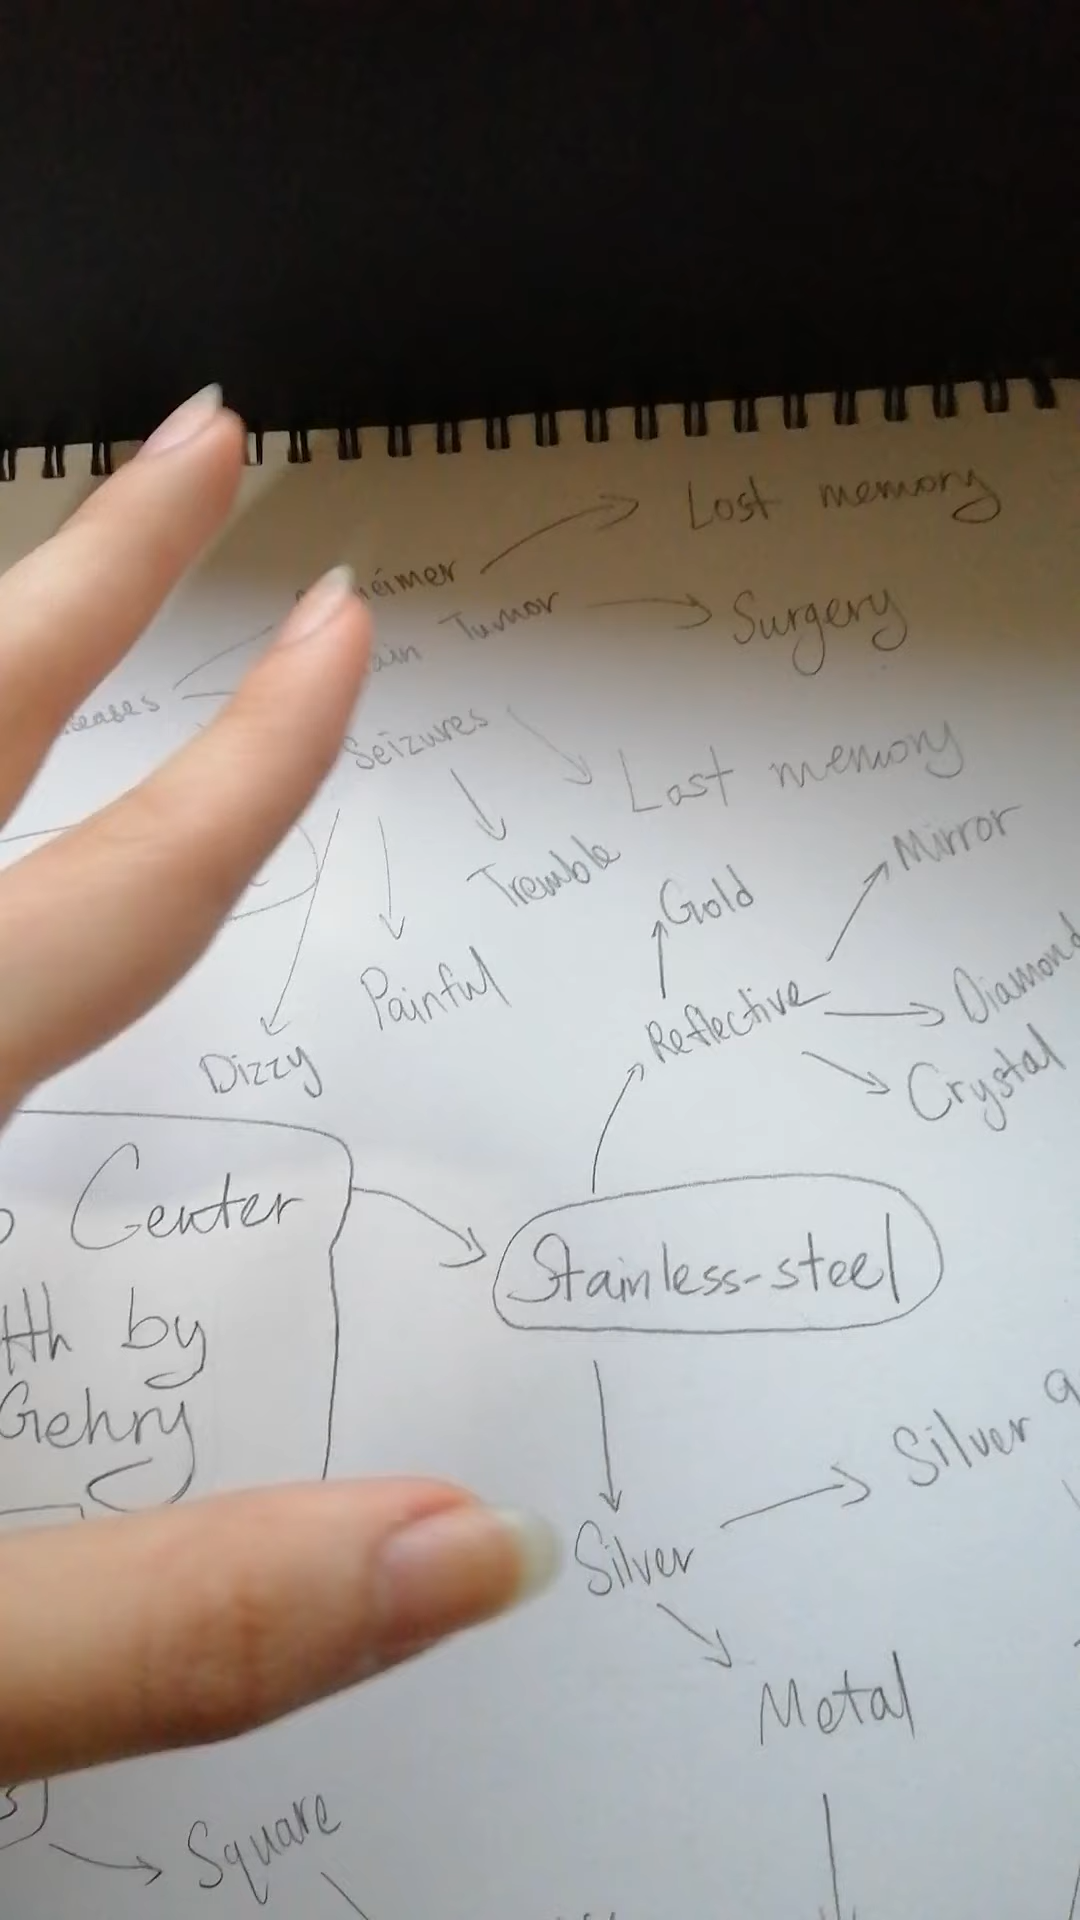 Lost memory
Tumor
Surgery
Seizures
Lost memory
Tremble
Mirror
Gold
Painful
Reflective
Diamond
Dizzy
Crystal
Center
by
Gehry
Stainless-steel
Silver
Silver
Metal
Square